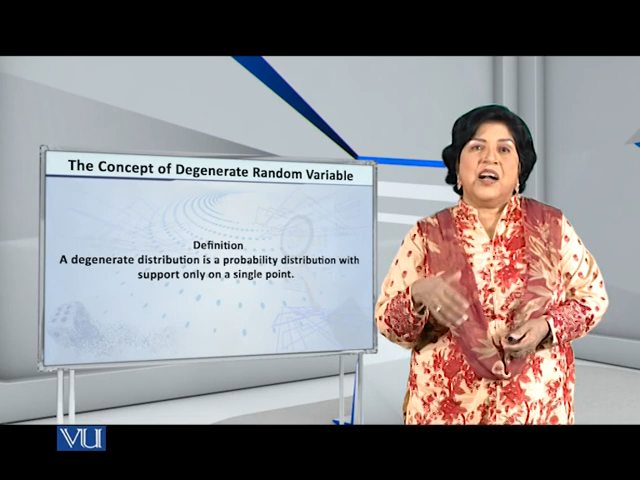 The Concept of Degenerate Random Variable
Definition
A degenerate distribution is a probability distribution with
support only on a single point.
VU